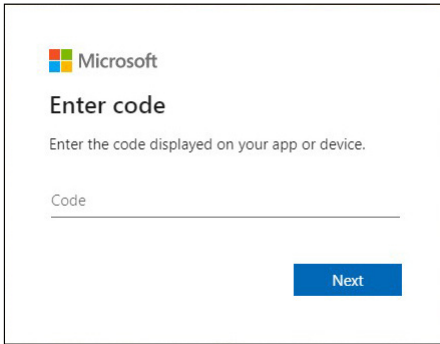 Microsoft
Enter code
Enter the code displayed on your app or device.
Code
Next